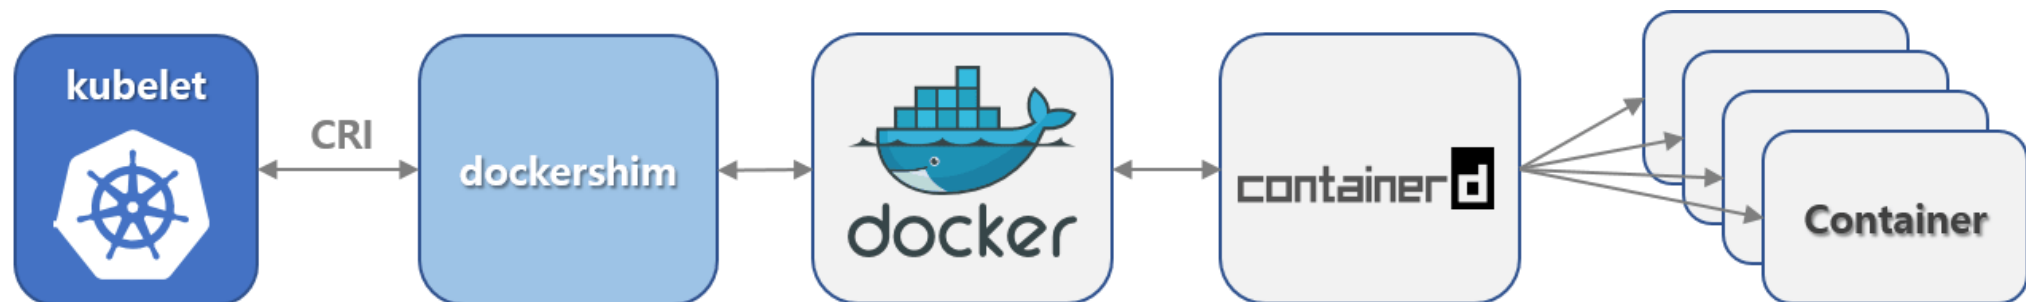 kubelet
CRI
dockershim
docker
containerd
Container